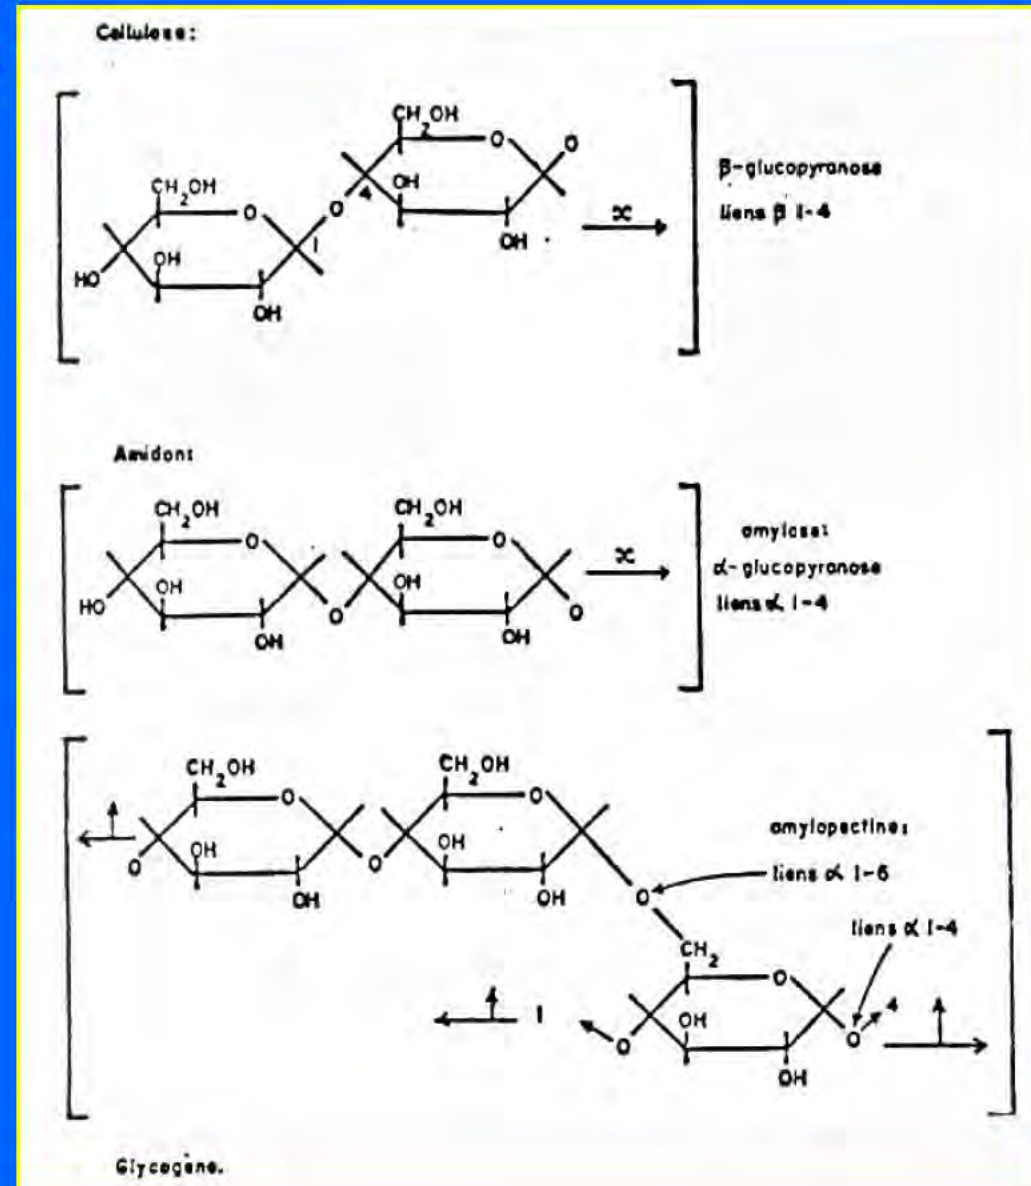 Cellulose:
CH2OH
O
O
CH2OH
OH
β-glucopyranose
O
O
4
x
liens β 1-4
1
OH
HO
OH
OH
Amidon:
CH2OH
CH2OH
O
O
x
amylose:
α-glucopyranose
OH
OH
liens α 1-4
HO
O
O
OH
OH
CH2OH
CH2OH
O
O
amylopectine:
OH
OH
liens α 1-6
O
O
OH
OH
O
liens α 1-4
CH2
O
4
1
OH
O
O
OH
Glycogène.